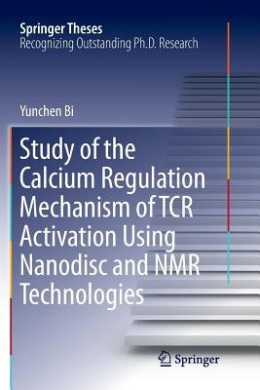 Springer Theses
Recognizing Outstanding Ph.D. Research
Yunchen Bi
Study of the
Calcium Regulation
Mechanism of TCR
Activation Using
Nanodisc and NMR
Technologies
Springer